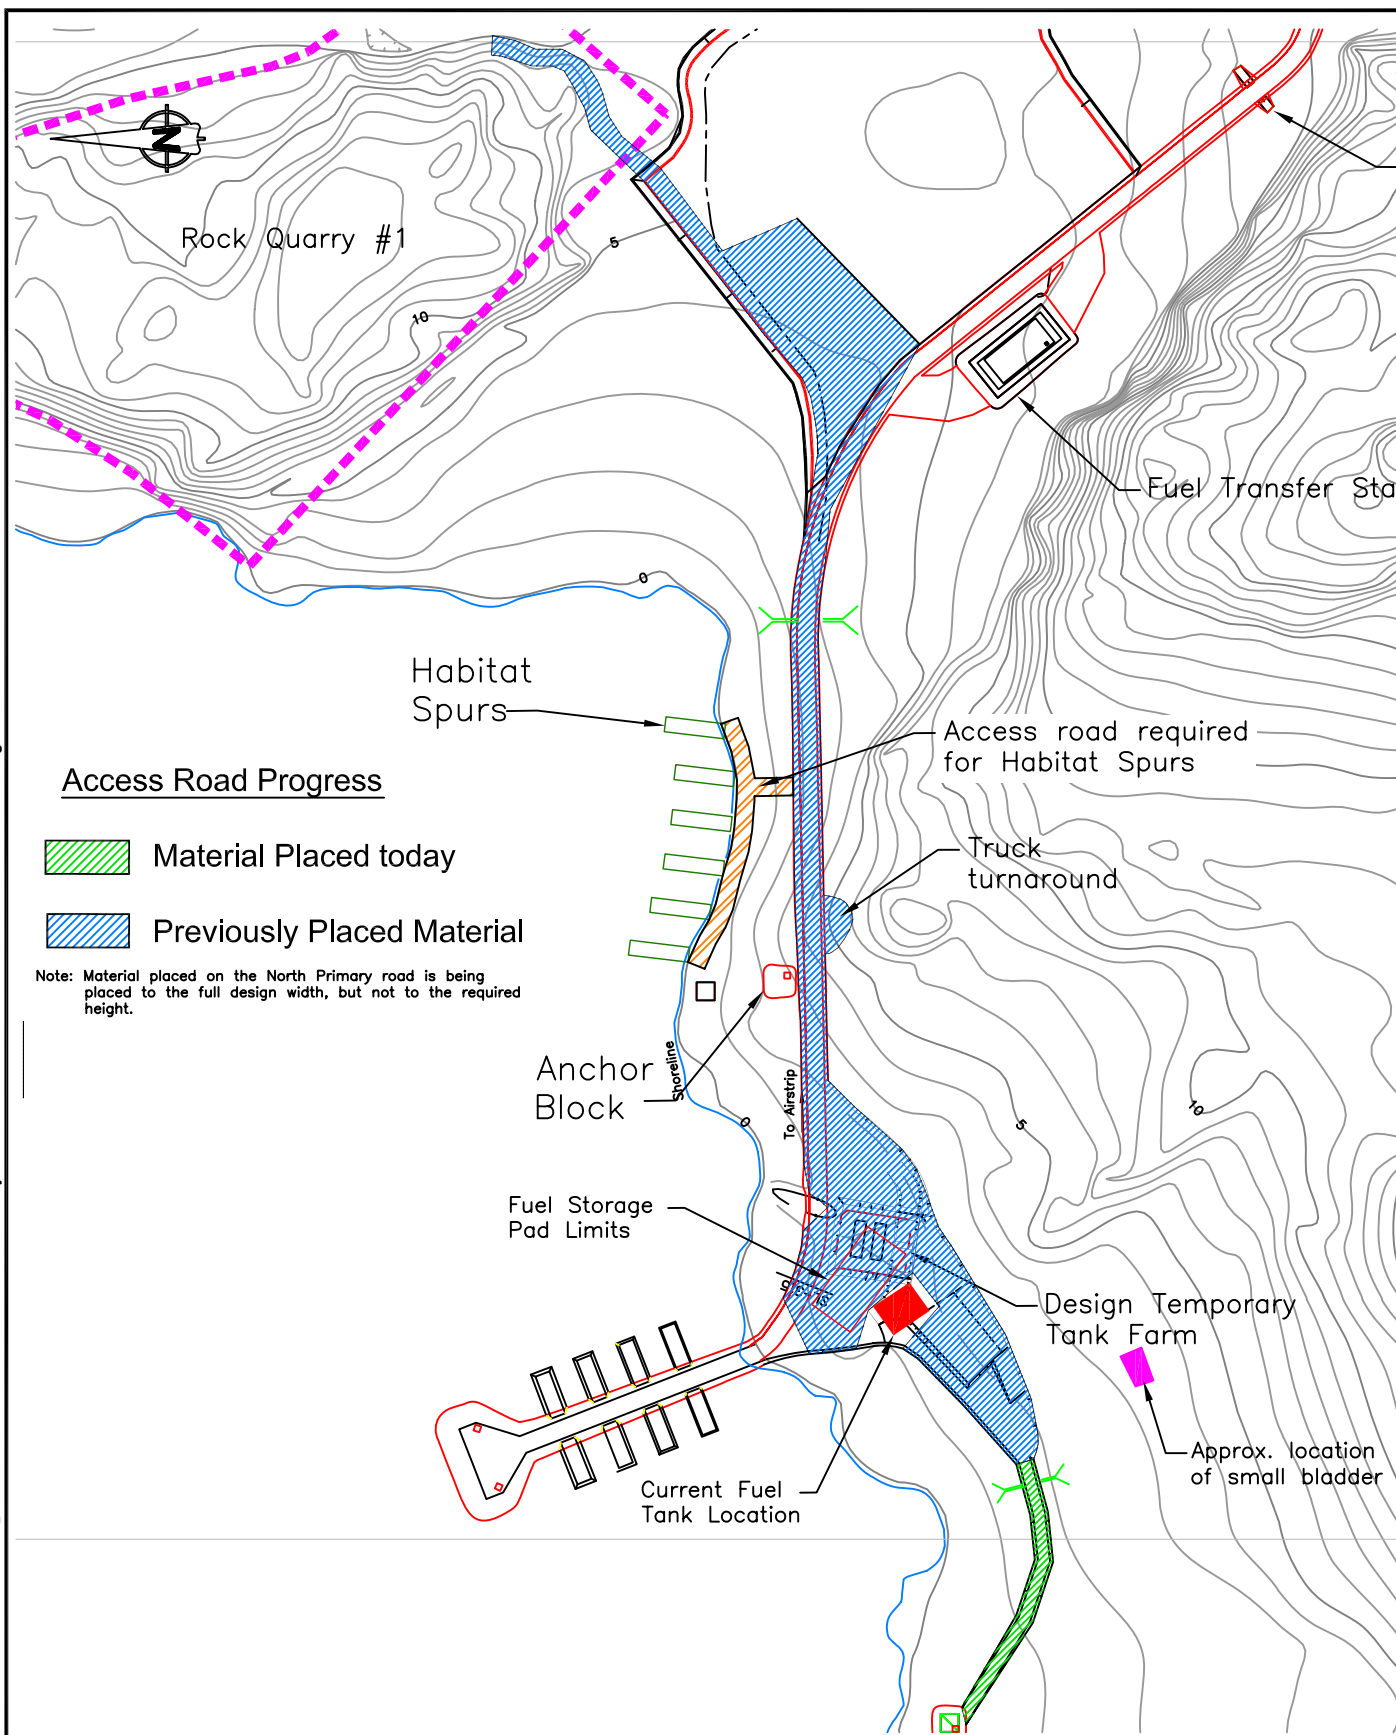 N
Rock Quarry #1
5
10
Fuel Transfer Sta
0
Habitat
Spurs
Access road required
for Habitat Spurs
Access Road Progress
Material Placed today
Truck
turnaround
Previously Placed Material
Note: Material placed on the North Primary road is being
placed to the full design width, but not to the required
height.
Anchor
Block
Shoreline
To Airstrip
0
5
10
Fuel Storage
Pad Limits
Design Temporary
Tank Farm
Approx. location
of small bladder
Current Fuel
Tank Location